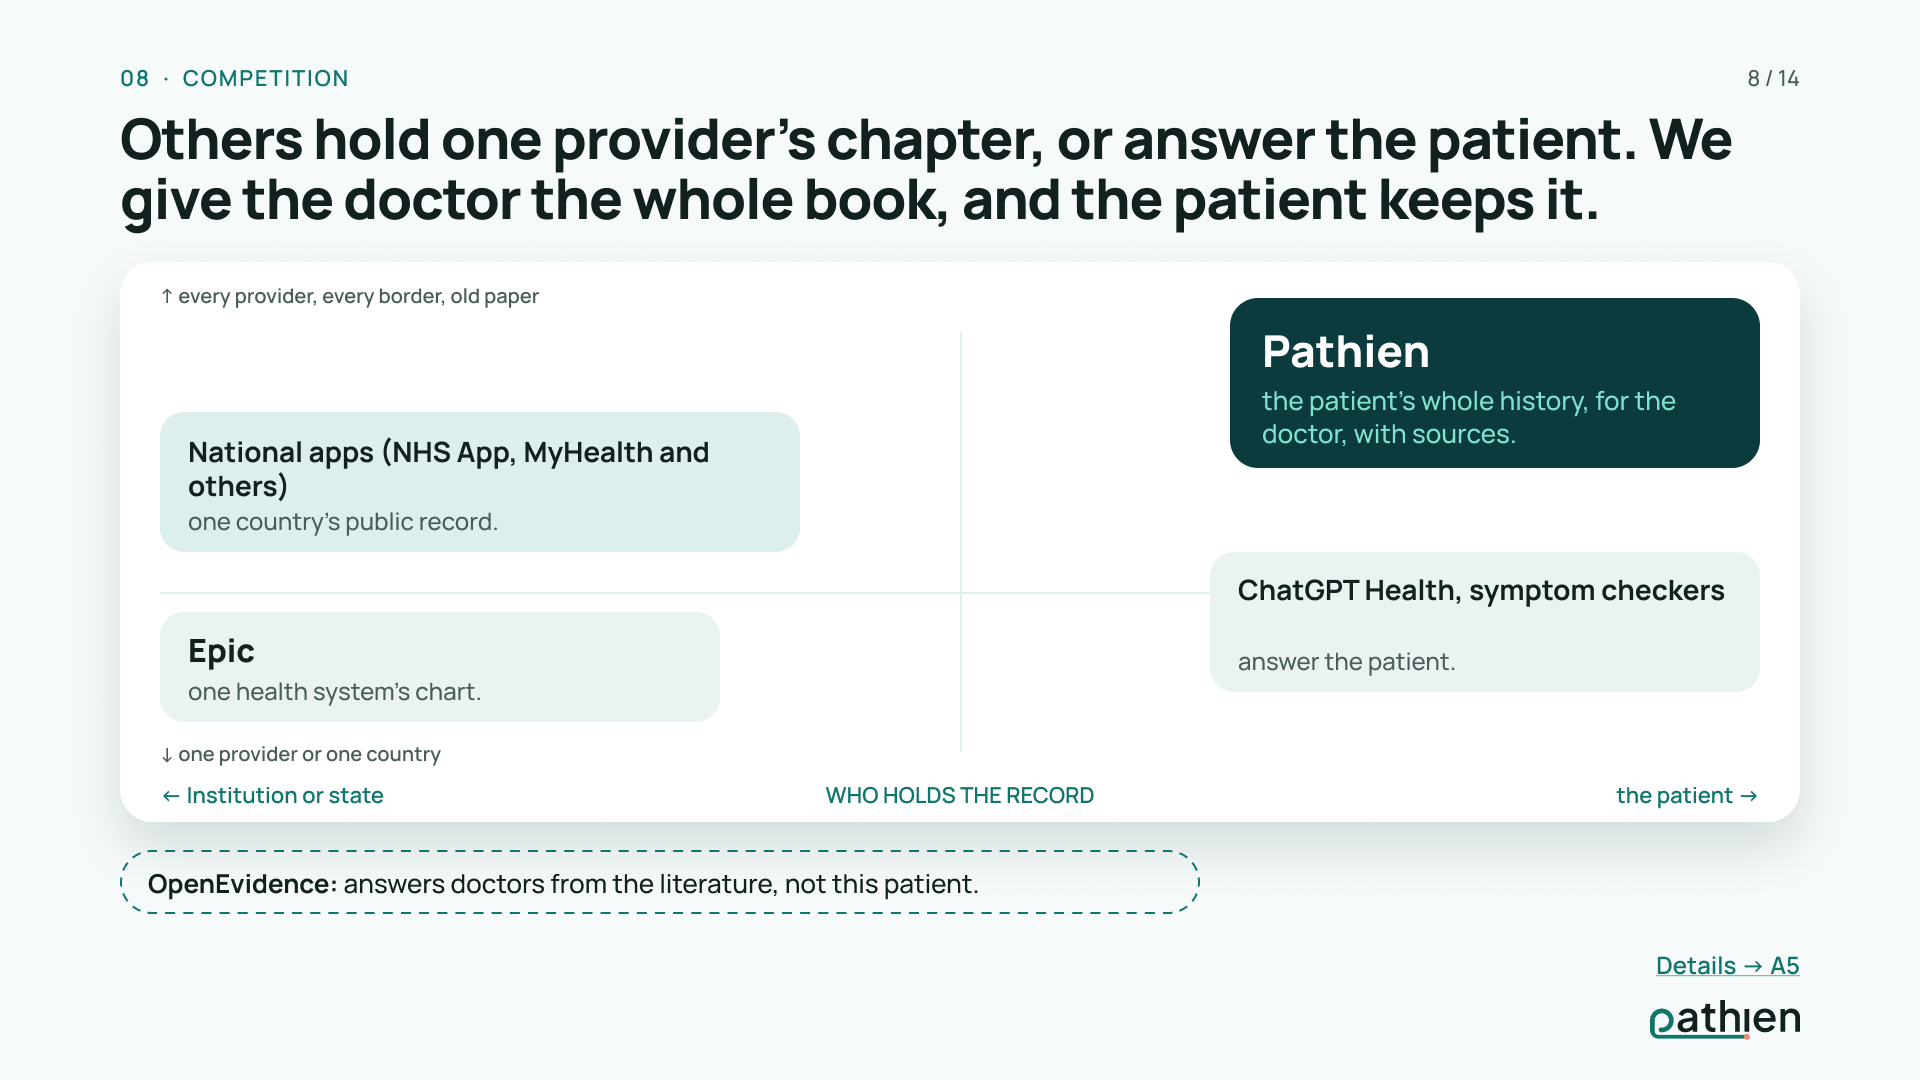 08 · COMPETITION
8 / 14
Others hold one provider’s chapter, or answer the patient. We
give the doctor the whole book, and the patient keeps it.
↑ every provider, every border, old paper
Pathien
the patient’s whole history, for the
doctor, with sources.
National apps (NHS App, MyHealth and
others)
one country’s public record.
ChatGPT Health, symptom checkers
answer the patient.
Epic
one health system’s chart.
↓ one provider or one country
← Institution or state
WHO HOLDS THE RECORD
the patient →
OpenEvidence: answers doctors from the literature, not this patient.
Details → A5
pathien